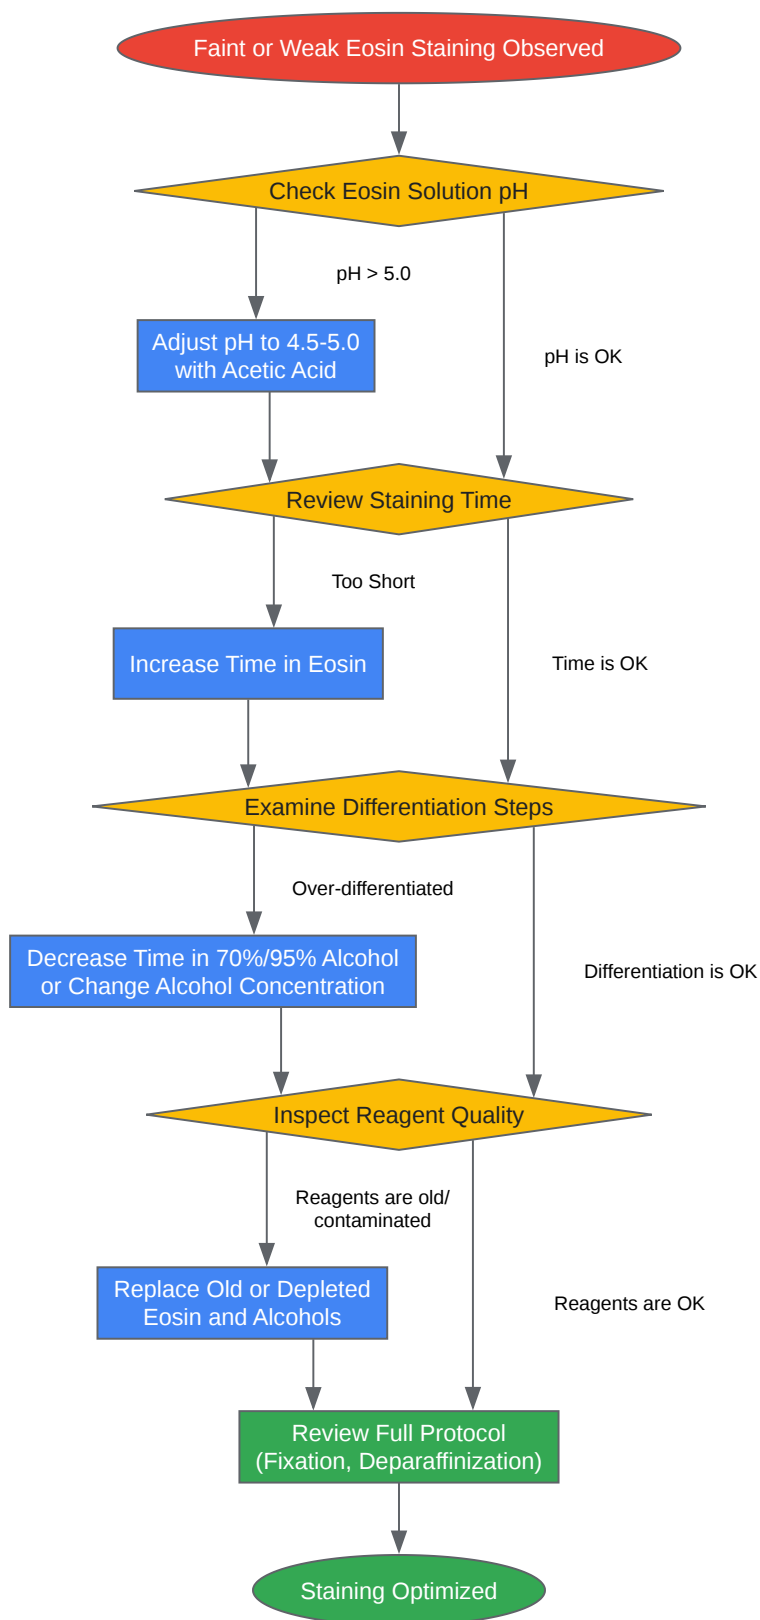 Faint or Weak Eosin Staining Observed
Check Eosin Solution pH
pH > 5.0
Adjust pH to 4.5-5.0
with Acetic Acid
pH is OK
Review Staining Time
Too Short
Increase Time in Eosin
Time is OK
Examine Differentiation Steps
Over-differentiated
Decrease Time in 70%/95% Alcohol
or Change Alcohol Concentration
Differentiation is OK
Inspect Reagent Quality
Reagents are old/
contaminated
Replace Old or Depleted
Eosin and Alcohols
Reagents are OK
Review Full Protocol
(Fixation, Deparaffinization)
Staining Optimized